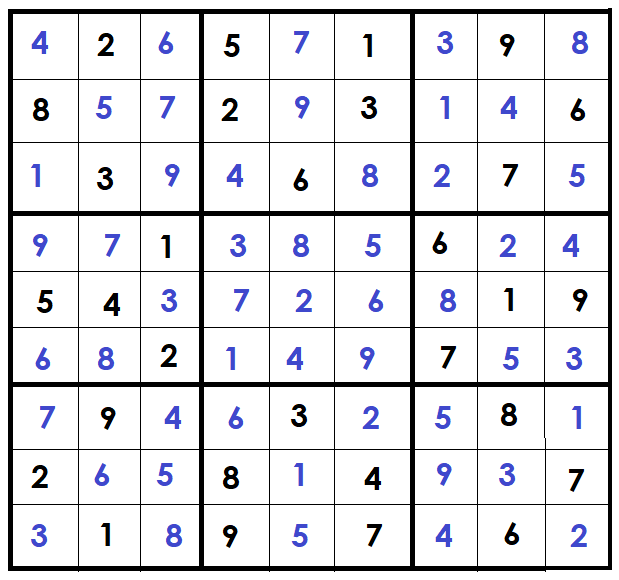 4 2 6 5 7 1 3 9 8
8 5 7 2 9 3 1 4 6
1 3 9 4 6 8 2 7 5
9 7 1 3 8 5 6 2 4
5 4 3 7 2 6 8 1 9
6 8 2 1 4 9 7 5 3
7 9 4 6 3 2 5 8 1
2 6 5 8 1 4 9 3 7
3 1 8 9 5 7 4 6 2